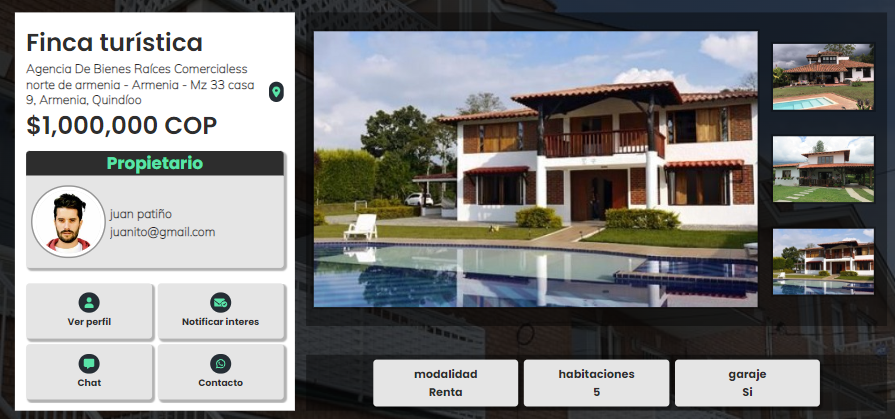 Finca turística
Agencia De Bienes Raíces Comercialess
norte de armenia - Armenia - Mz 33 casa
9, Armenia, Quindíoo
$1,000,000 COP
Propietario
juan patiño
juanito@gmail.com
Ver perfil
Notificar interes
Chat
Contacto
modalidad
Renta
habitaciones
5
garaje
Si